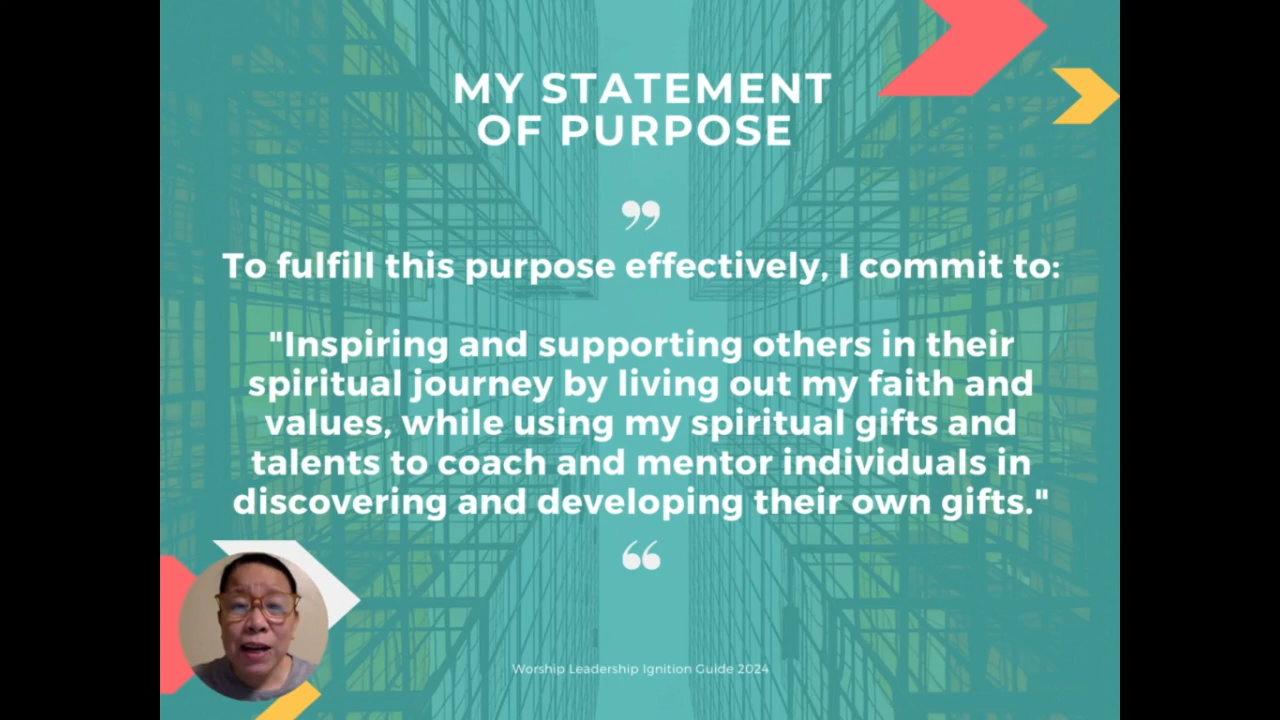 MY STATEMENT
OF PURPOSE
”
To fulfill this purpose effectively, I commit to:
"Inspiring and supporting others in their
spiritual journey by living out my faith and
values, while using my spiritual gifts and
talents to coach and mentor individuals in
discovering and developing their own gifts."
“
Worship Leadership Ignition Guide 2024